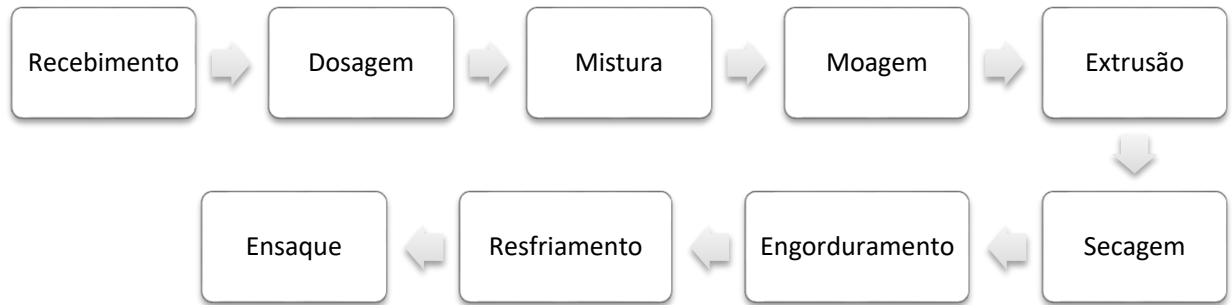 Recebimento
Dosagem
Mistura
Moagem
Extrusão
Secagem
Engorduramento
Resfriamento
Ensaque